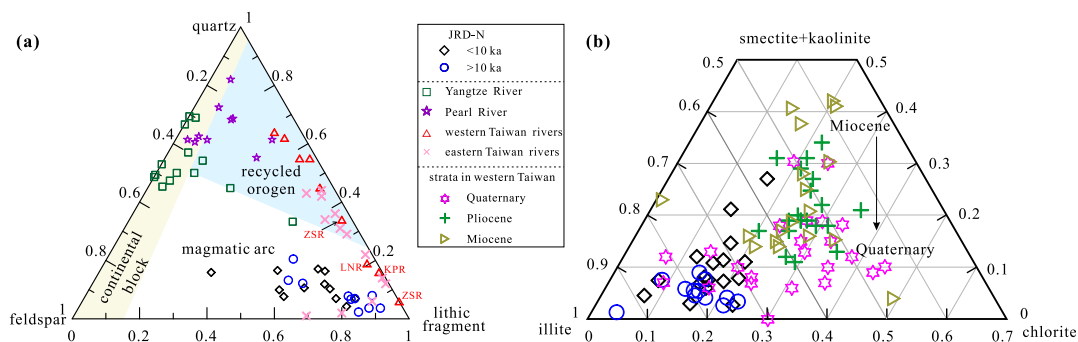 (a)
quartz
1
0.2
0.8
0.4
0.6
0.6
recycled
orogen
0.4
0.8
continental
block
magmatic arc
ZSR
0.2
LNR
KPR
ZSR
1
feldspar
0
0.2
0.4
0.6
0.8
1
lithic
fragment
JRD-N
<10 ka
>10 ka
Yangtze River
Pearl River
western Taiwan rivers
eastern Taiwan rivers
strata in western Taiwan
Quaternary
Pliocene
Miocene
(b)
smectite+kaolinite
0.5
0.5
0.6
0.4
Miocene
0.7
0.3
0.8
0.2
Quaternary
0.9
0.1
1
0
illite
chlorite
0
0.1
0.2
0.3
0.4
0.5
0.6
0.7